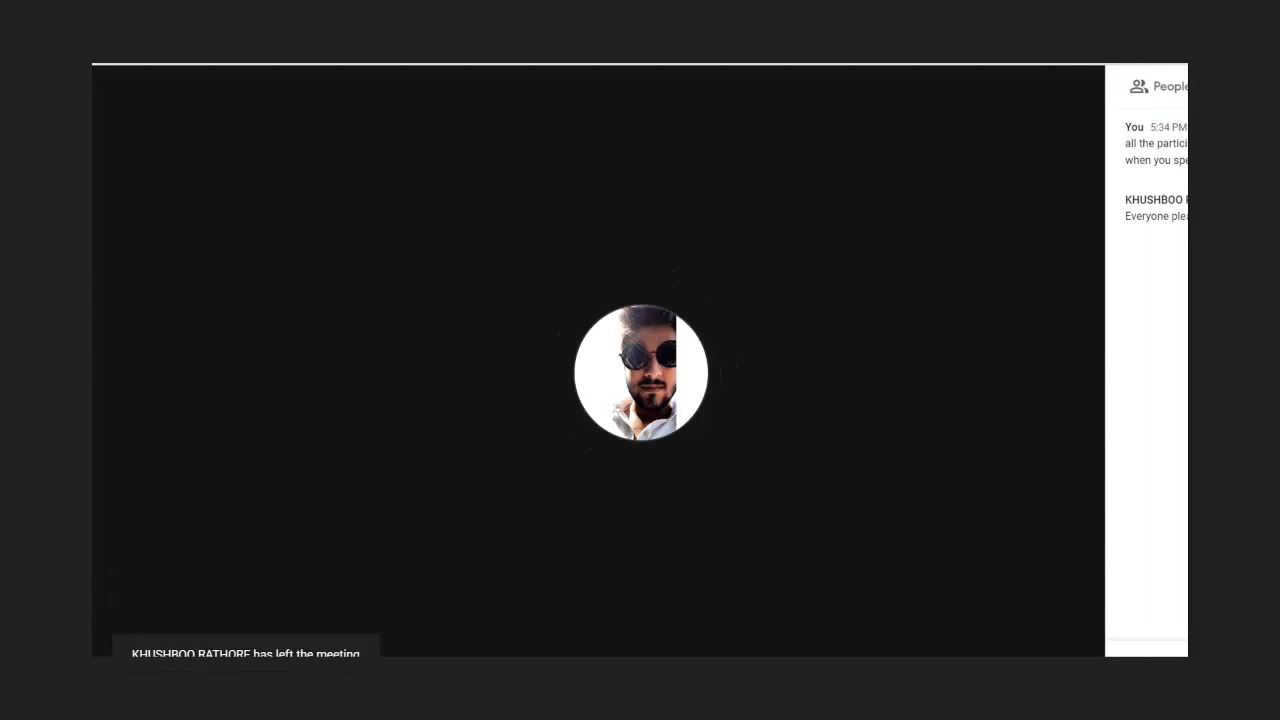 People
You 5:34 PM
all the partici
when you spe
KHUSHBOO
Everyone plea
KHUSHBOO RATHORE has left the meeting